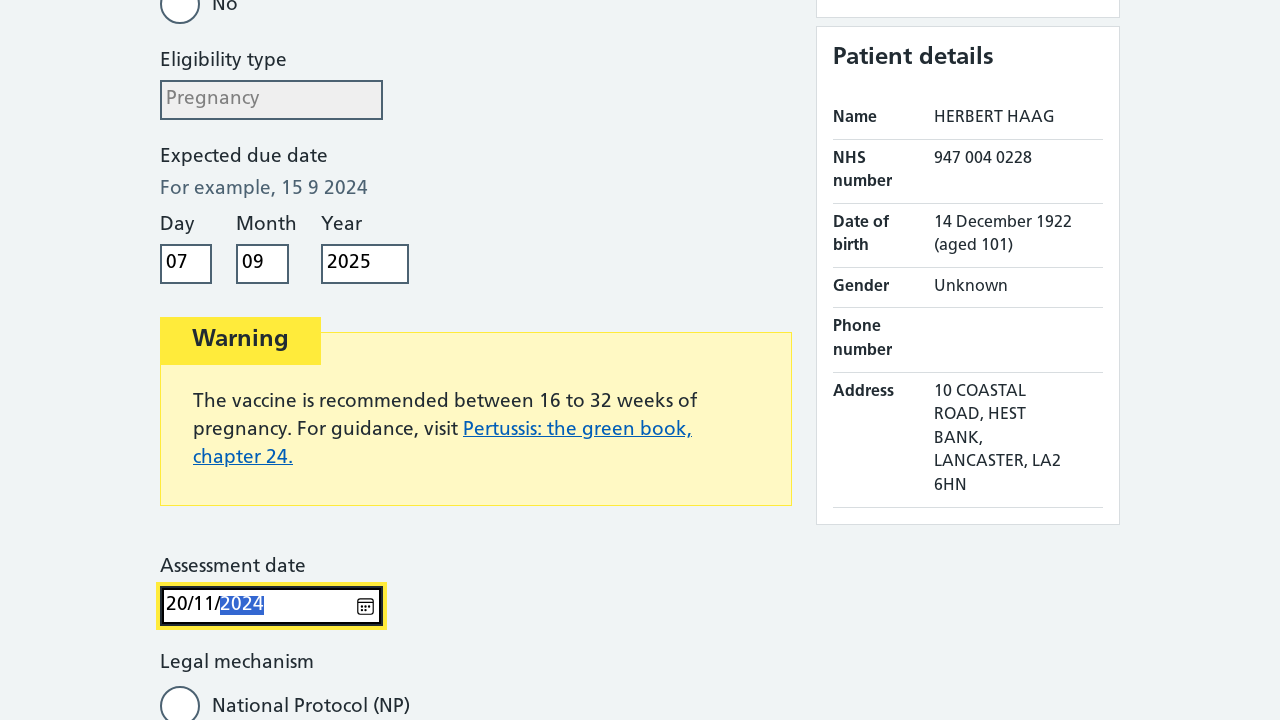 No
Eligibility type
Pregnancy
Expected due date
For example, 15 9 2024
Day Month Year
07 09 2025
Warning
The vaccine is recommended between 16 to 32 weeks of
pregnancy. For guidance, visit Pertussis: the green book,
chapter 24.
Assessment date
20/11/2024
Legal mechanism
National Protocol (NP)
Patient details
Name HERBERT HAAG
NHS 947 004 0228
number
Date of 14 December 1922
birth (aged 101)
Gender Unknown
Phone
number
Address 10 COASTAL
ROAD, HEST
BANK,
LANCASTER, LA2
6HN